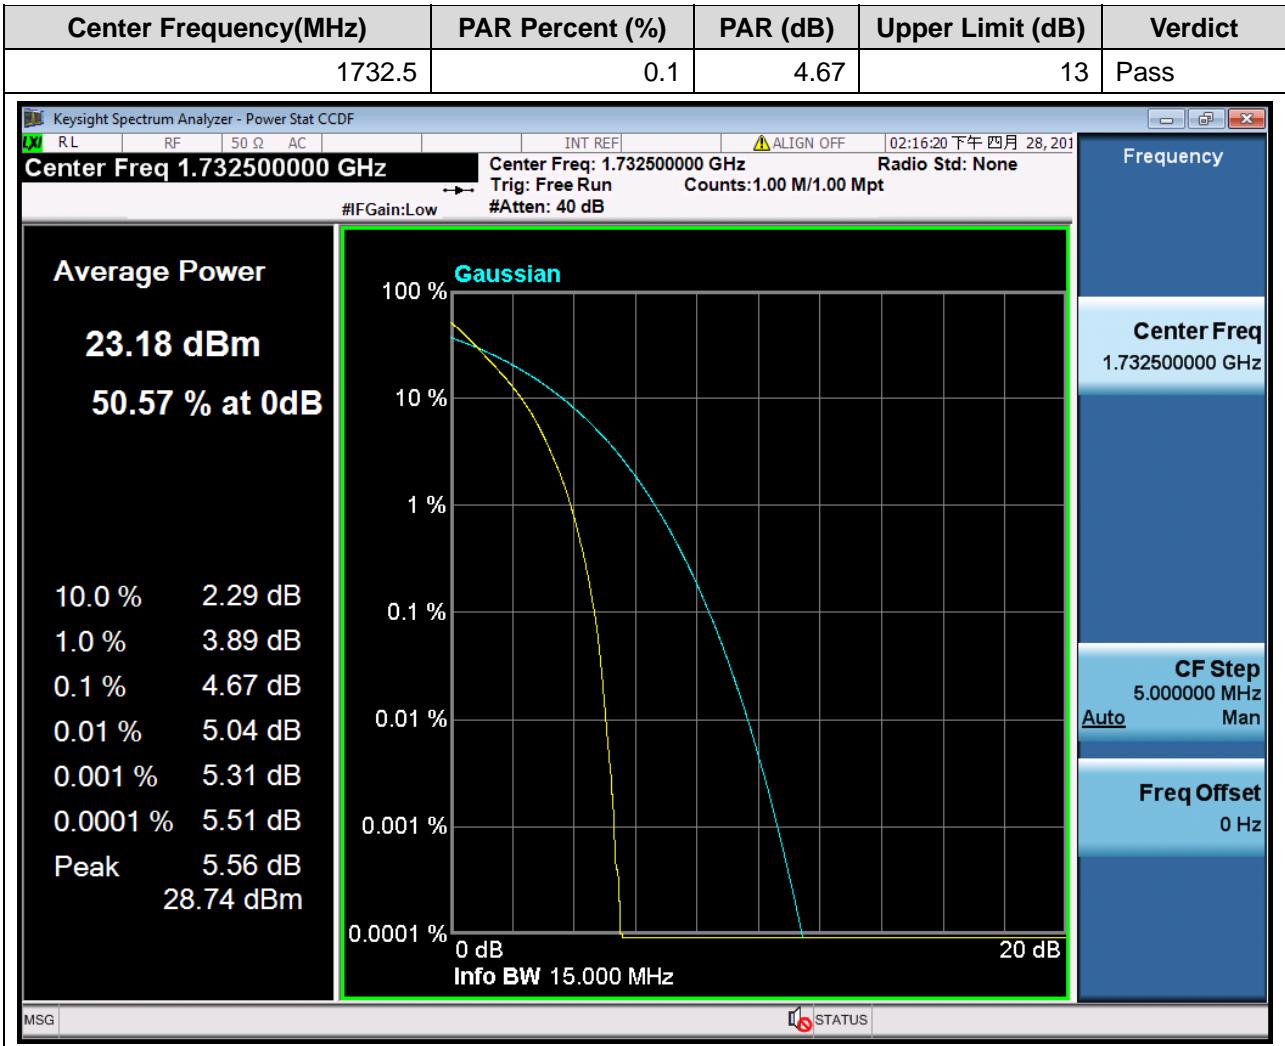 Center Frequency(MHz) PAR Percent (%) PAR (dB) Upper Limit (dB) Verdict
1732.5 0.1 4.67 13 Pass
Keysight Spectrum Analyzer - Power Stat CCDF
LXI RL RF 50 Ω AC INT REF ALIGN OFF 02:16:20 下午 四月 28, 201
Center Freq 1.732500000 GHz
Center Freq: 1.732500000 GHz Radio Std: None
Trig: Free Run Counts:1.00 M/1.00 Mpt
#IFGain:Low #Atten: 40 dB
Average Power
23.18 dBm
50.57 % at 0dB
10.0 % 2.29 dB
1.0 % 3.89 dB
0.1 % 4.67 dB
0.01 % 5.04 dB
0.001 % 5.31 dB
0.0001 % 5.51 dB
Peak 5.56 dB
28.74 dBm
Gaussian
100 %
10 %
1 %
0.1 %
0.01 %
0.001 %
0.0001 %
0 dB 20 dB
Info BW 15.000 MHz
Frequency
Center Freq
1.732500000 GHz
CF Step
5.000000 MHz
Auto Man
Freq Offset
0 Hz
MSG STATUS